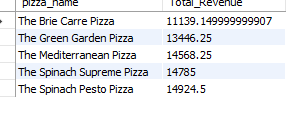 pizza_name Total_Revenue
The Brie Carre Pizza 11139.149999999907
The Green Garden Pizza 13446.25
The Mediterranean Pizza 14568.25
The Spinach Supreme Pizza 14785
The Spinach Pesto Pizza 14924.5